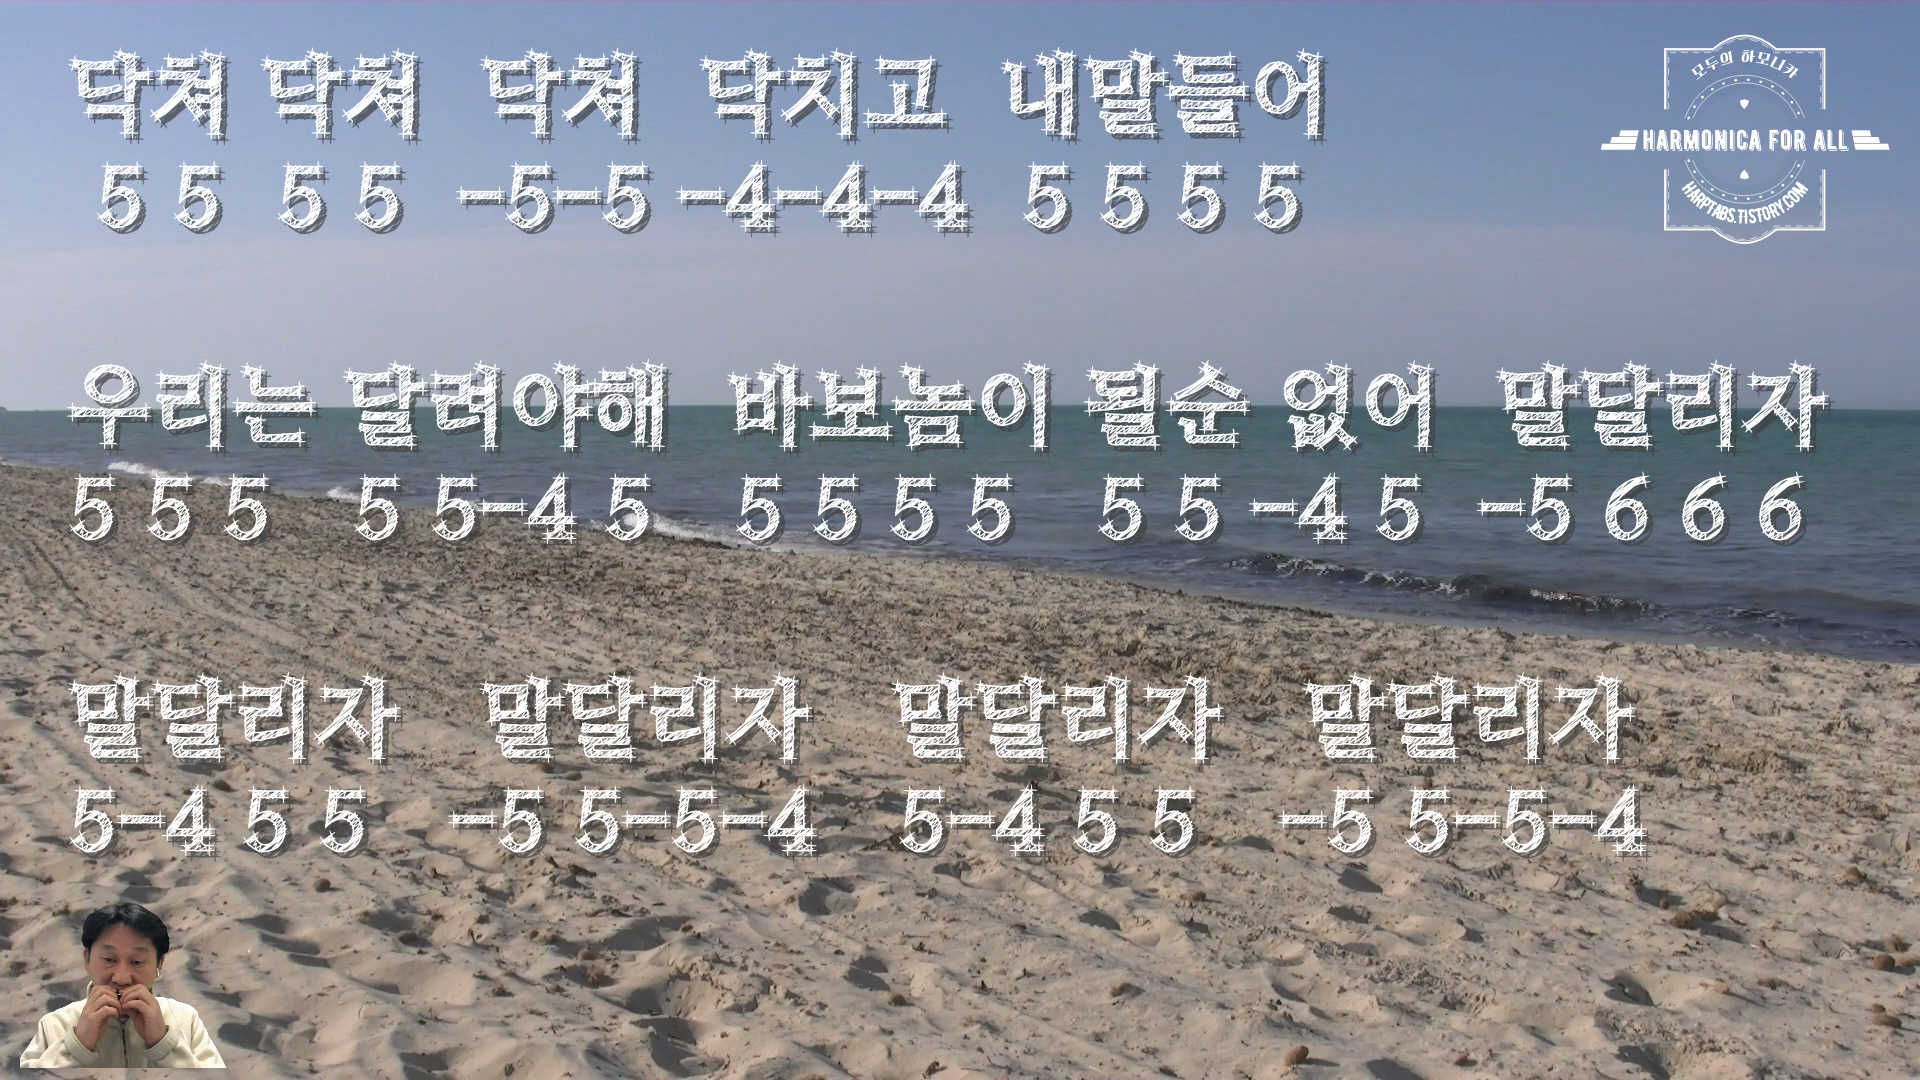 닥쳐 닥쳐 닥쳐 닥치고 내말들어
5 5 5 5 -5-5 -4-4-4 5 5 5 5
우리는 달려야해 바보놈이 될순 없어 말달리자
5 5 5 5 5-4 5 5 5 5 5 5 5-4 5 -5 6 6 6
말달리자 말달리자 말달리자 말달리자
5-4 5 5 -5 5-5-4 5-4 5 5 -5 5-5-4
모두의 하모니카
HARMONICA FOR ALL
HARPTABS.TISTORY.COM